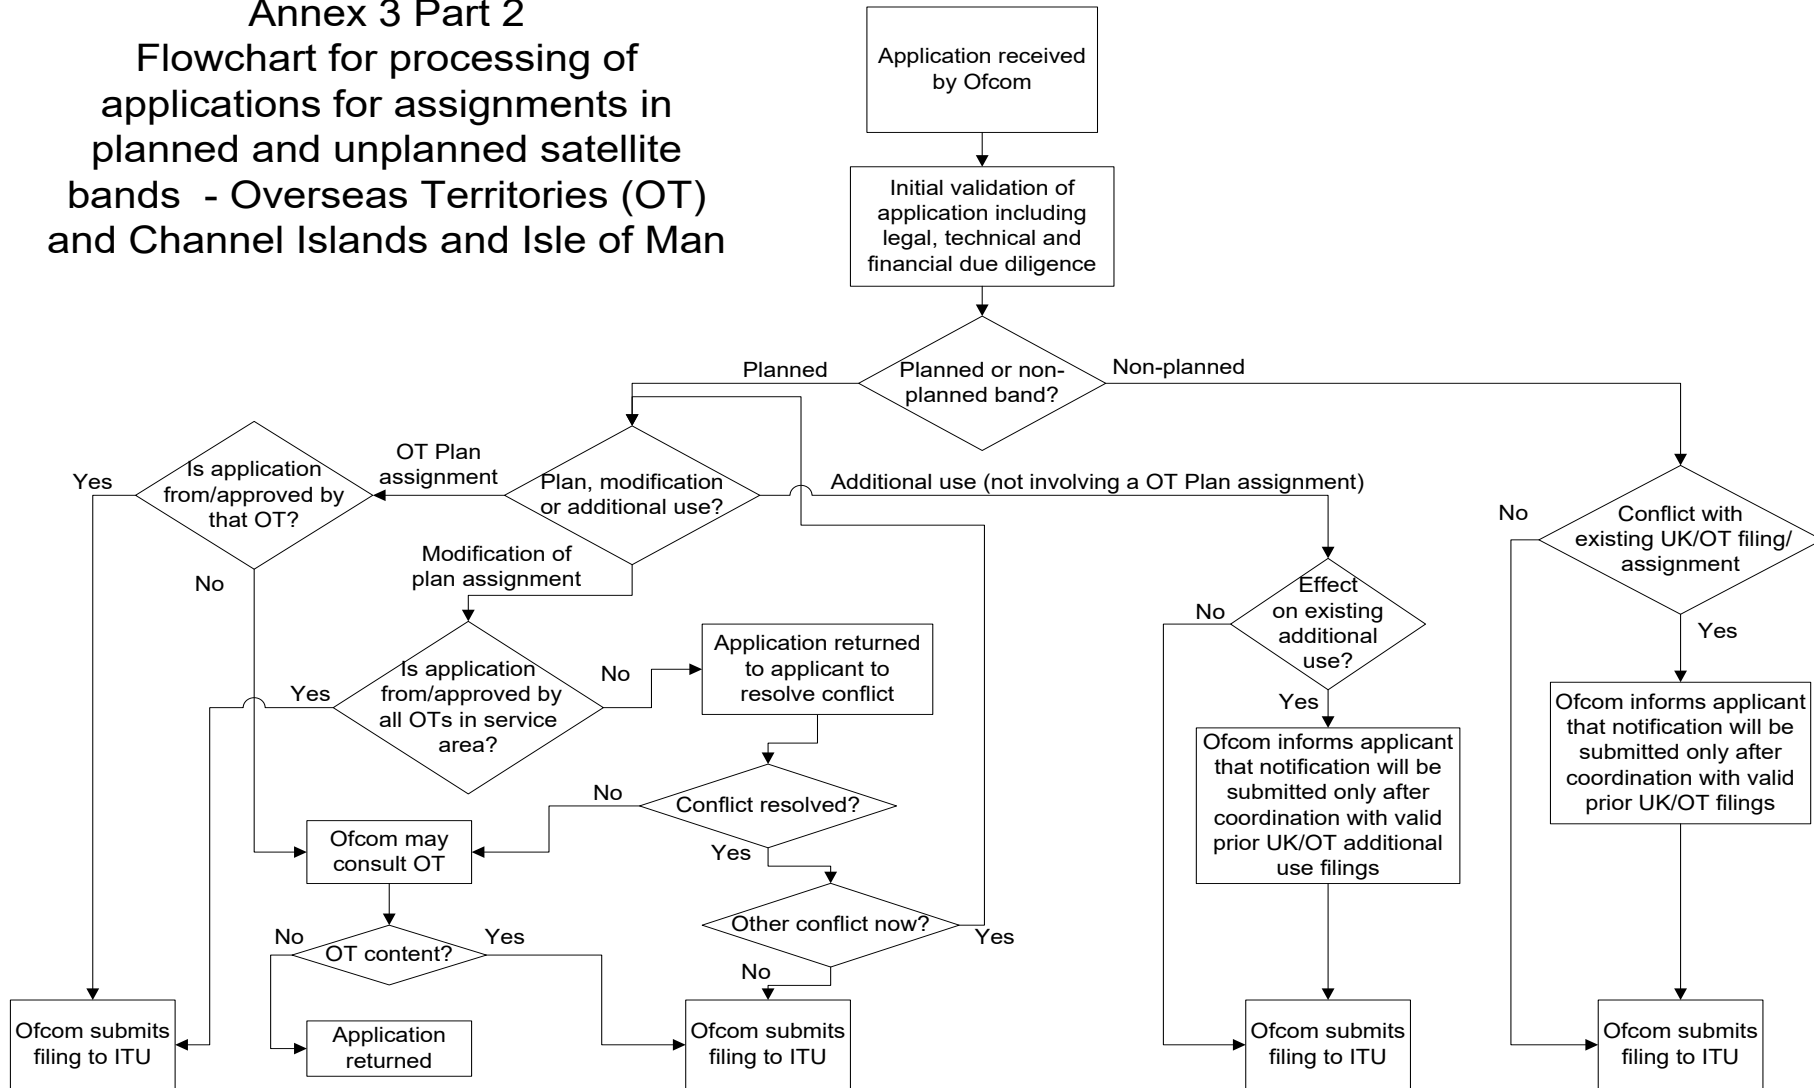 Annex 3 Part 2
Flowchart for processing of
applications for assignments in
planned and unplanned satellite
bands - Overseas Territories (OT)
and Channel Islands and Isle of Man
Application received
by Ofcom
Initial validation of
application including
legal, technical and
financial due diligence
Planned
Planned or non-
planned band?
Non-planned
Yes
Is application
from/approved by
that OT?
No
OT Plan
assignment
Plan, modification
or additional use?
Additional use (not involving a OT Plan assignment)
No
Conflict with
existing UK/OT filing/
assignment
Yes
Modification of
plan assignment
Effect
on existing
additional
use?
No
Yes
Yes
Is application
from/approved by
all OTs in service
area?
No
Application returned
to applicant to
resolve conflict
Ofcom informs applicant
that notification will be
submitted only after
coordination with valid
prior UK/OT additional
use filings
Ofcom informs applicant
that notification will be
submitted only after
coordination with valid
prior UK/OT filings
No
Conflict resolved?
Yes
Ofcom may
consult OT
Other conflict now?
Yes
No
No
OT content?
Yes
Ofcom submits
filing to ITU
Application
returned
Ofcom submits
filing to ITU
Ofcom submits
filing to ITU
Ofcom submits
filing to ITU